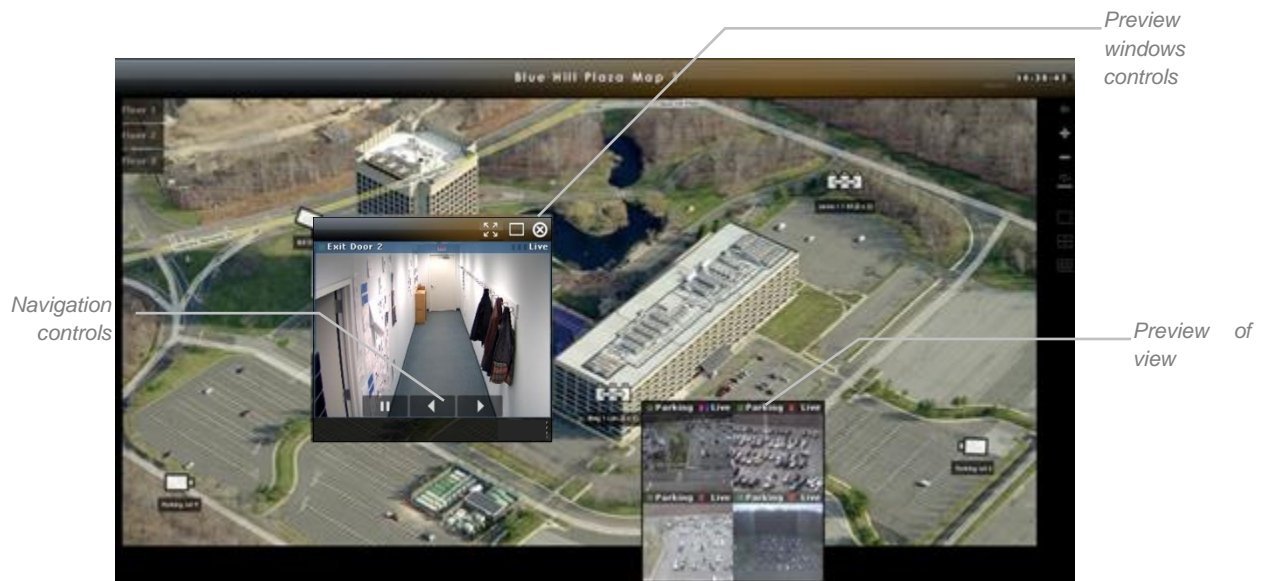 Preview
windows
controls
Blue Hill Plaza Map
Floor 1
Floor 2
Floor 3
Exit Door 2
Live
Navigation
controls
Preview of
view
Parking Live
Parking Live
Parking Live
Parking Live